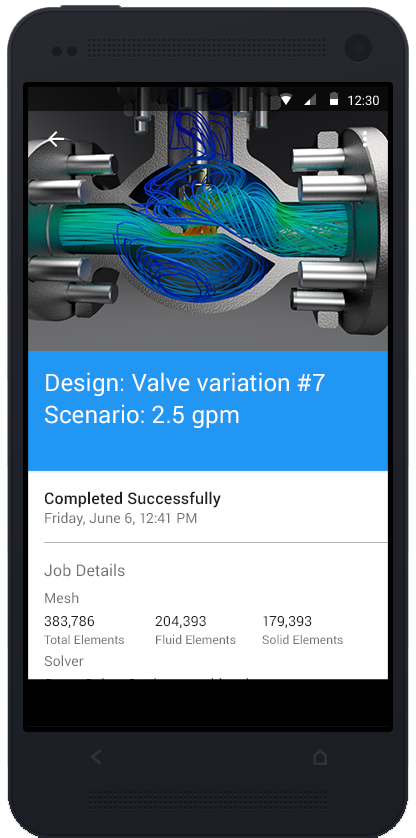 12:30
Design: Valve variation #7
Scenario: 2.5 gpm
Completed Successfully
Friday, June 6, 12:41 PM
Job Details
Mesh
383,786 204,393 179,393
Total Elements Fluid Elements Solid Elements
Solver